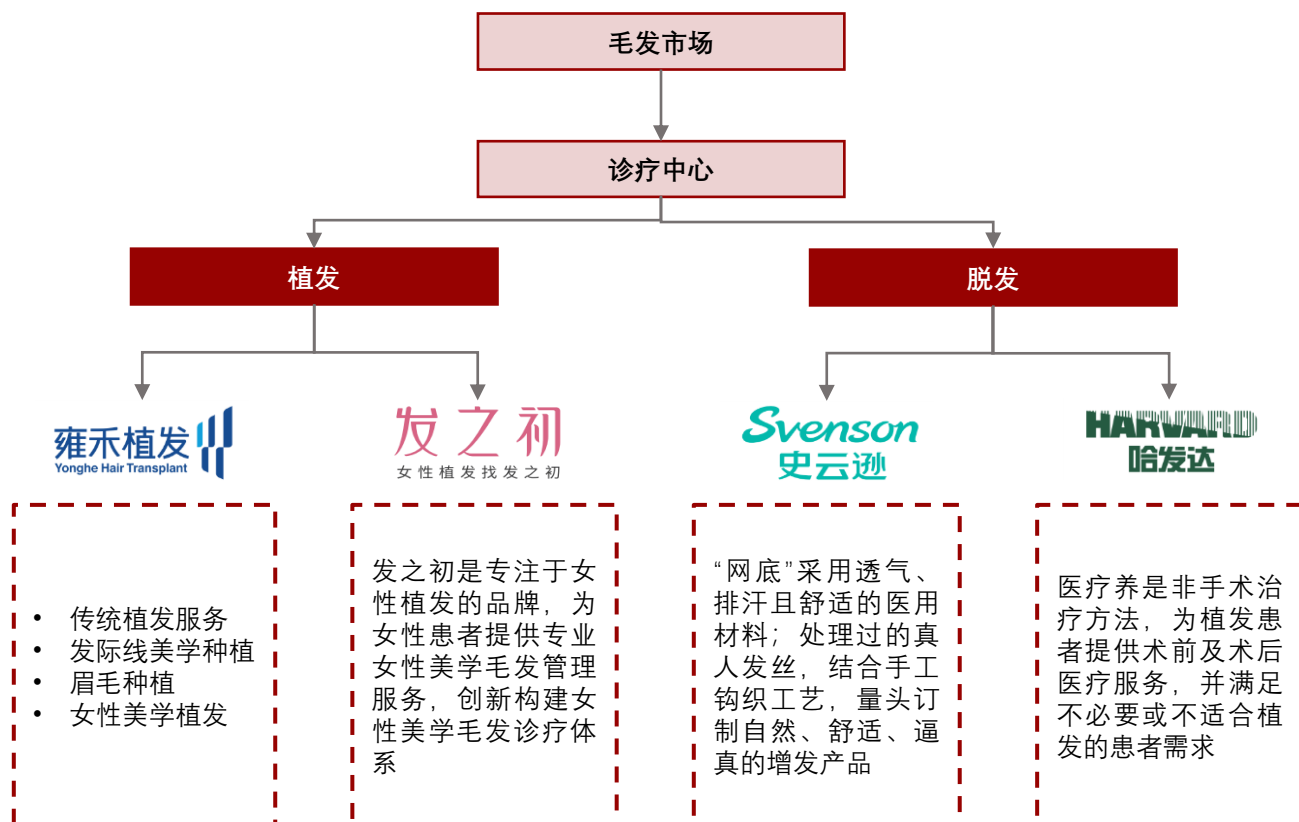 毛发市场
诊疗中心
植发
脱发
雍禾植发
Yonghe Hair Transplant
发之初
女性植发找发之初
Svenson
史云逊
HARVARD
哈发达
• 传统植发服务
• 发际线美学种植
• 眉毛种植
• 女性美学植发
发之初是专注于女
性植发的品牌，为
女性患者提供专业
女性美学毛发管理
服务，创新构建女
性美学毛发诊疗体
系
“网底”采用透气、
排汗且舒适的医用
材料；处理过的真
人发丝，结合手工
钩织工艺，量头订
制自然、舒适、逼
真的增发产品
医疗养是非手术治
疗方法，为植发患
者提供术前及术后
医疗服务，并满足
不必要或不适合植
发的患者需求